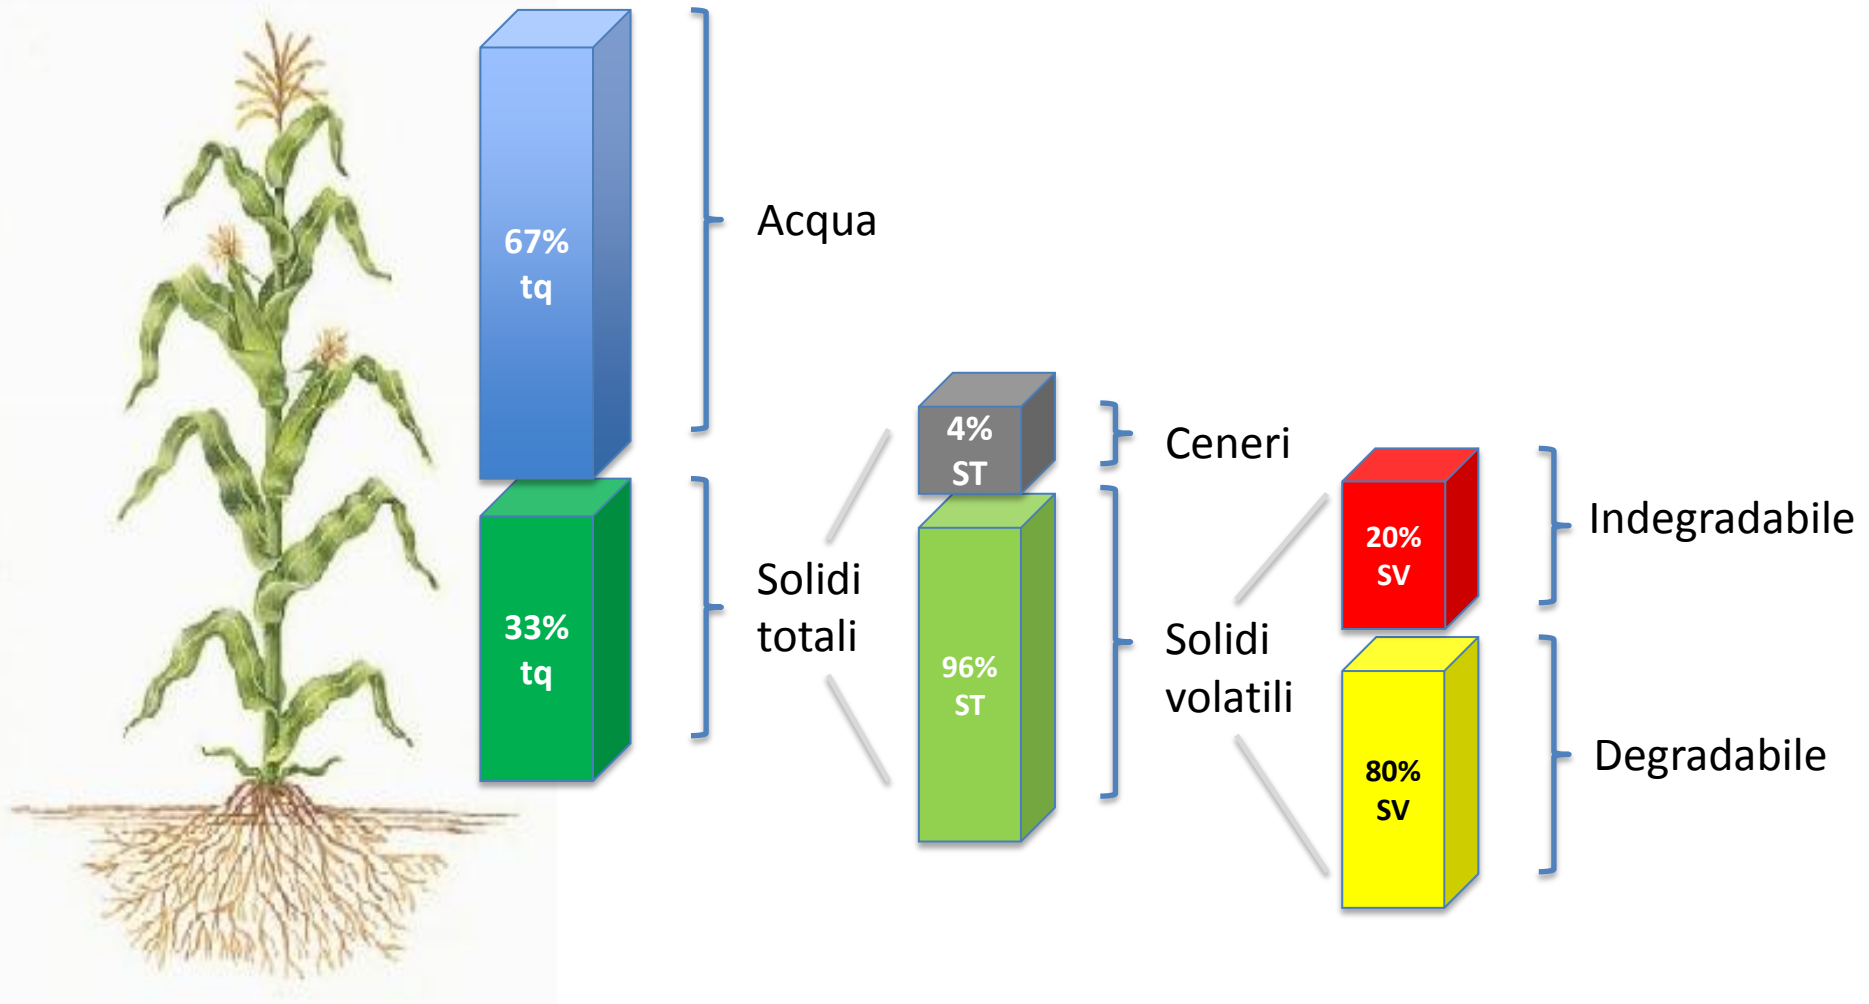 67%
tq
Acqua
33%
tq
Solidi
totali
4%
ST
Ceneri
96%
ST
Solidi
volatili
20%
SV
Indegradabile
80%
SV
Degradabile